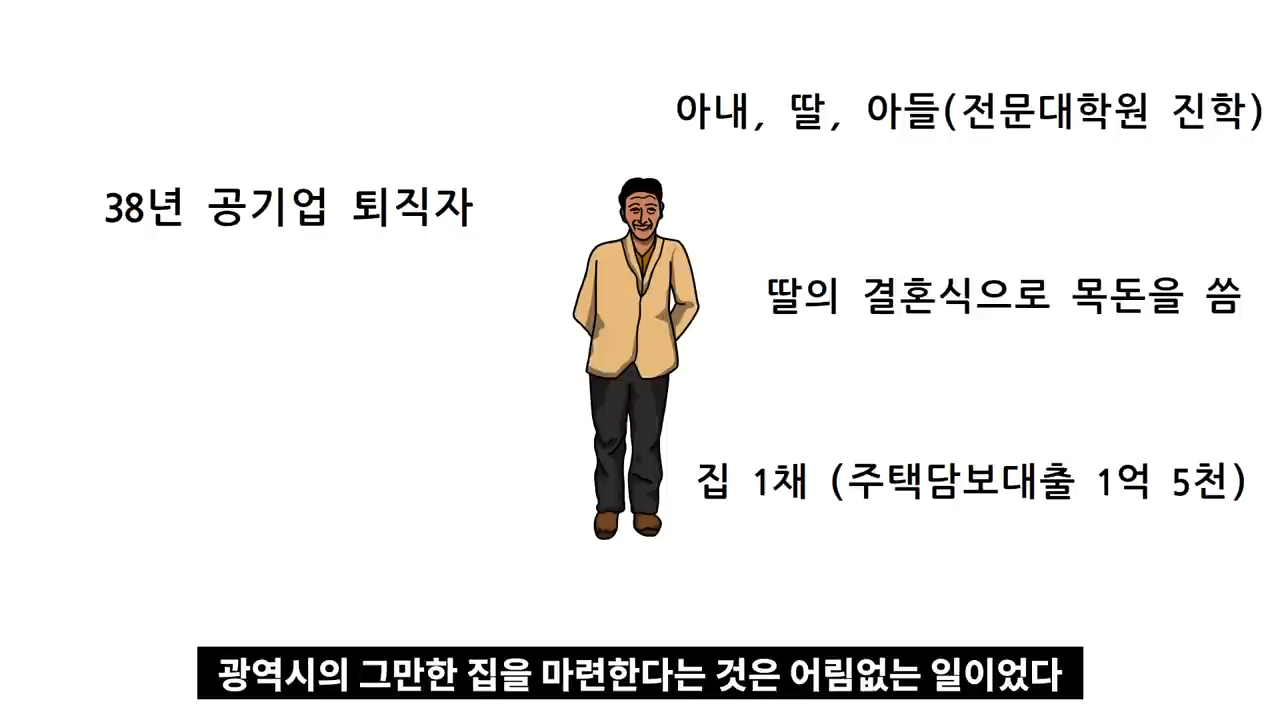 아내, 딸, 아들(전문대학원 진학)
38년 공기업 퇴직자
딸의 결혼식으로 목돈을 씀
집 1채 (주택담보대출 1억 5천)
광역시의 그만한 집을 마련한다는 것은 어림없는 일이었다